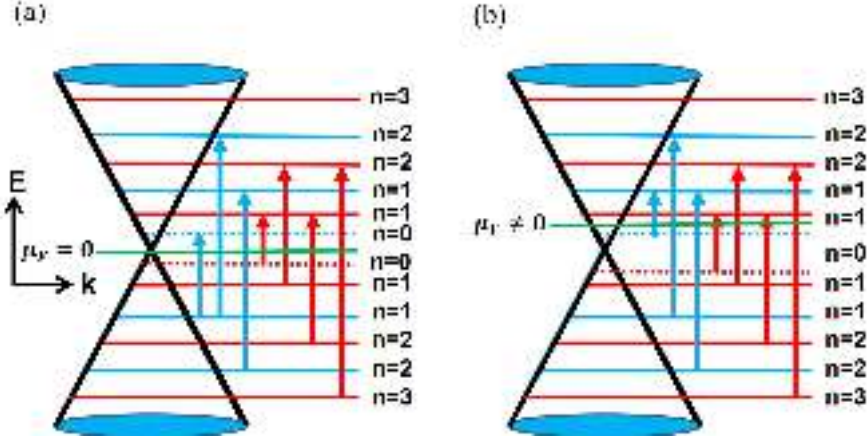 (a)
n=3
n=2
n=2
n=1
n=1
n=0
n=0
n=1
n=1
n=2
n=2
n=3
E
μF = 0
k
(b)
n=3
n=2
n=2
n=1
n=1
n=0
n=1
n=1
n=2
n=2
n=3
μF ≠ 0